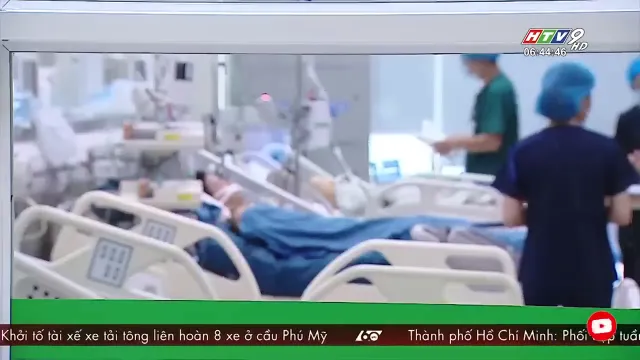 HTV9 HD
06:44:46
Khởi tố tài xế xe tải tông liên hoàn 8 xe ở cầu Phú Mỹ
60 Thành phố Hồ Chí Minh: Phối